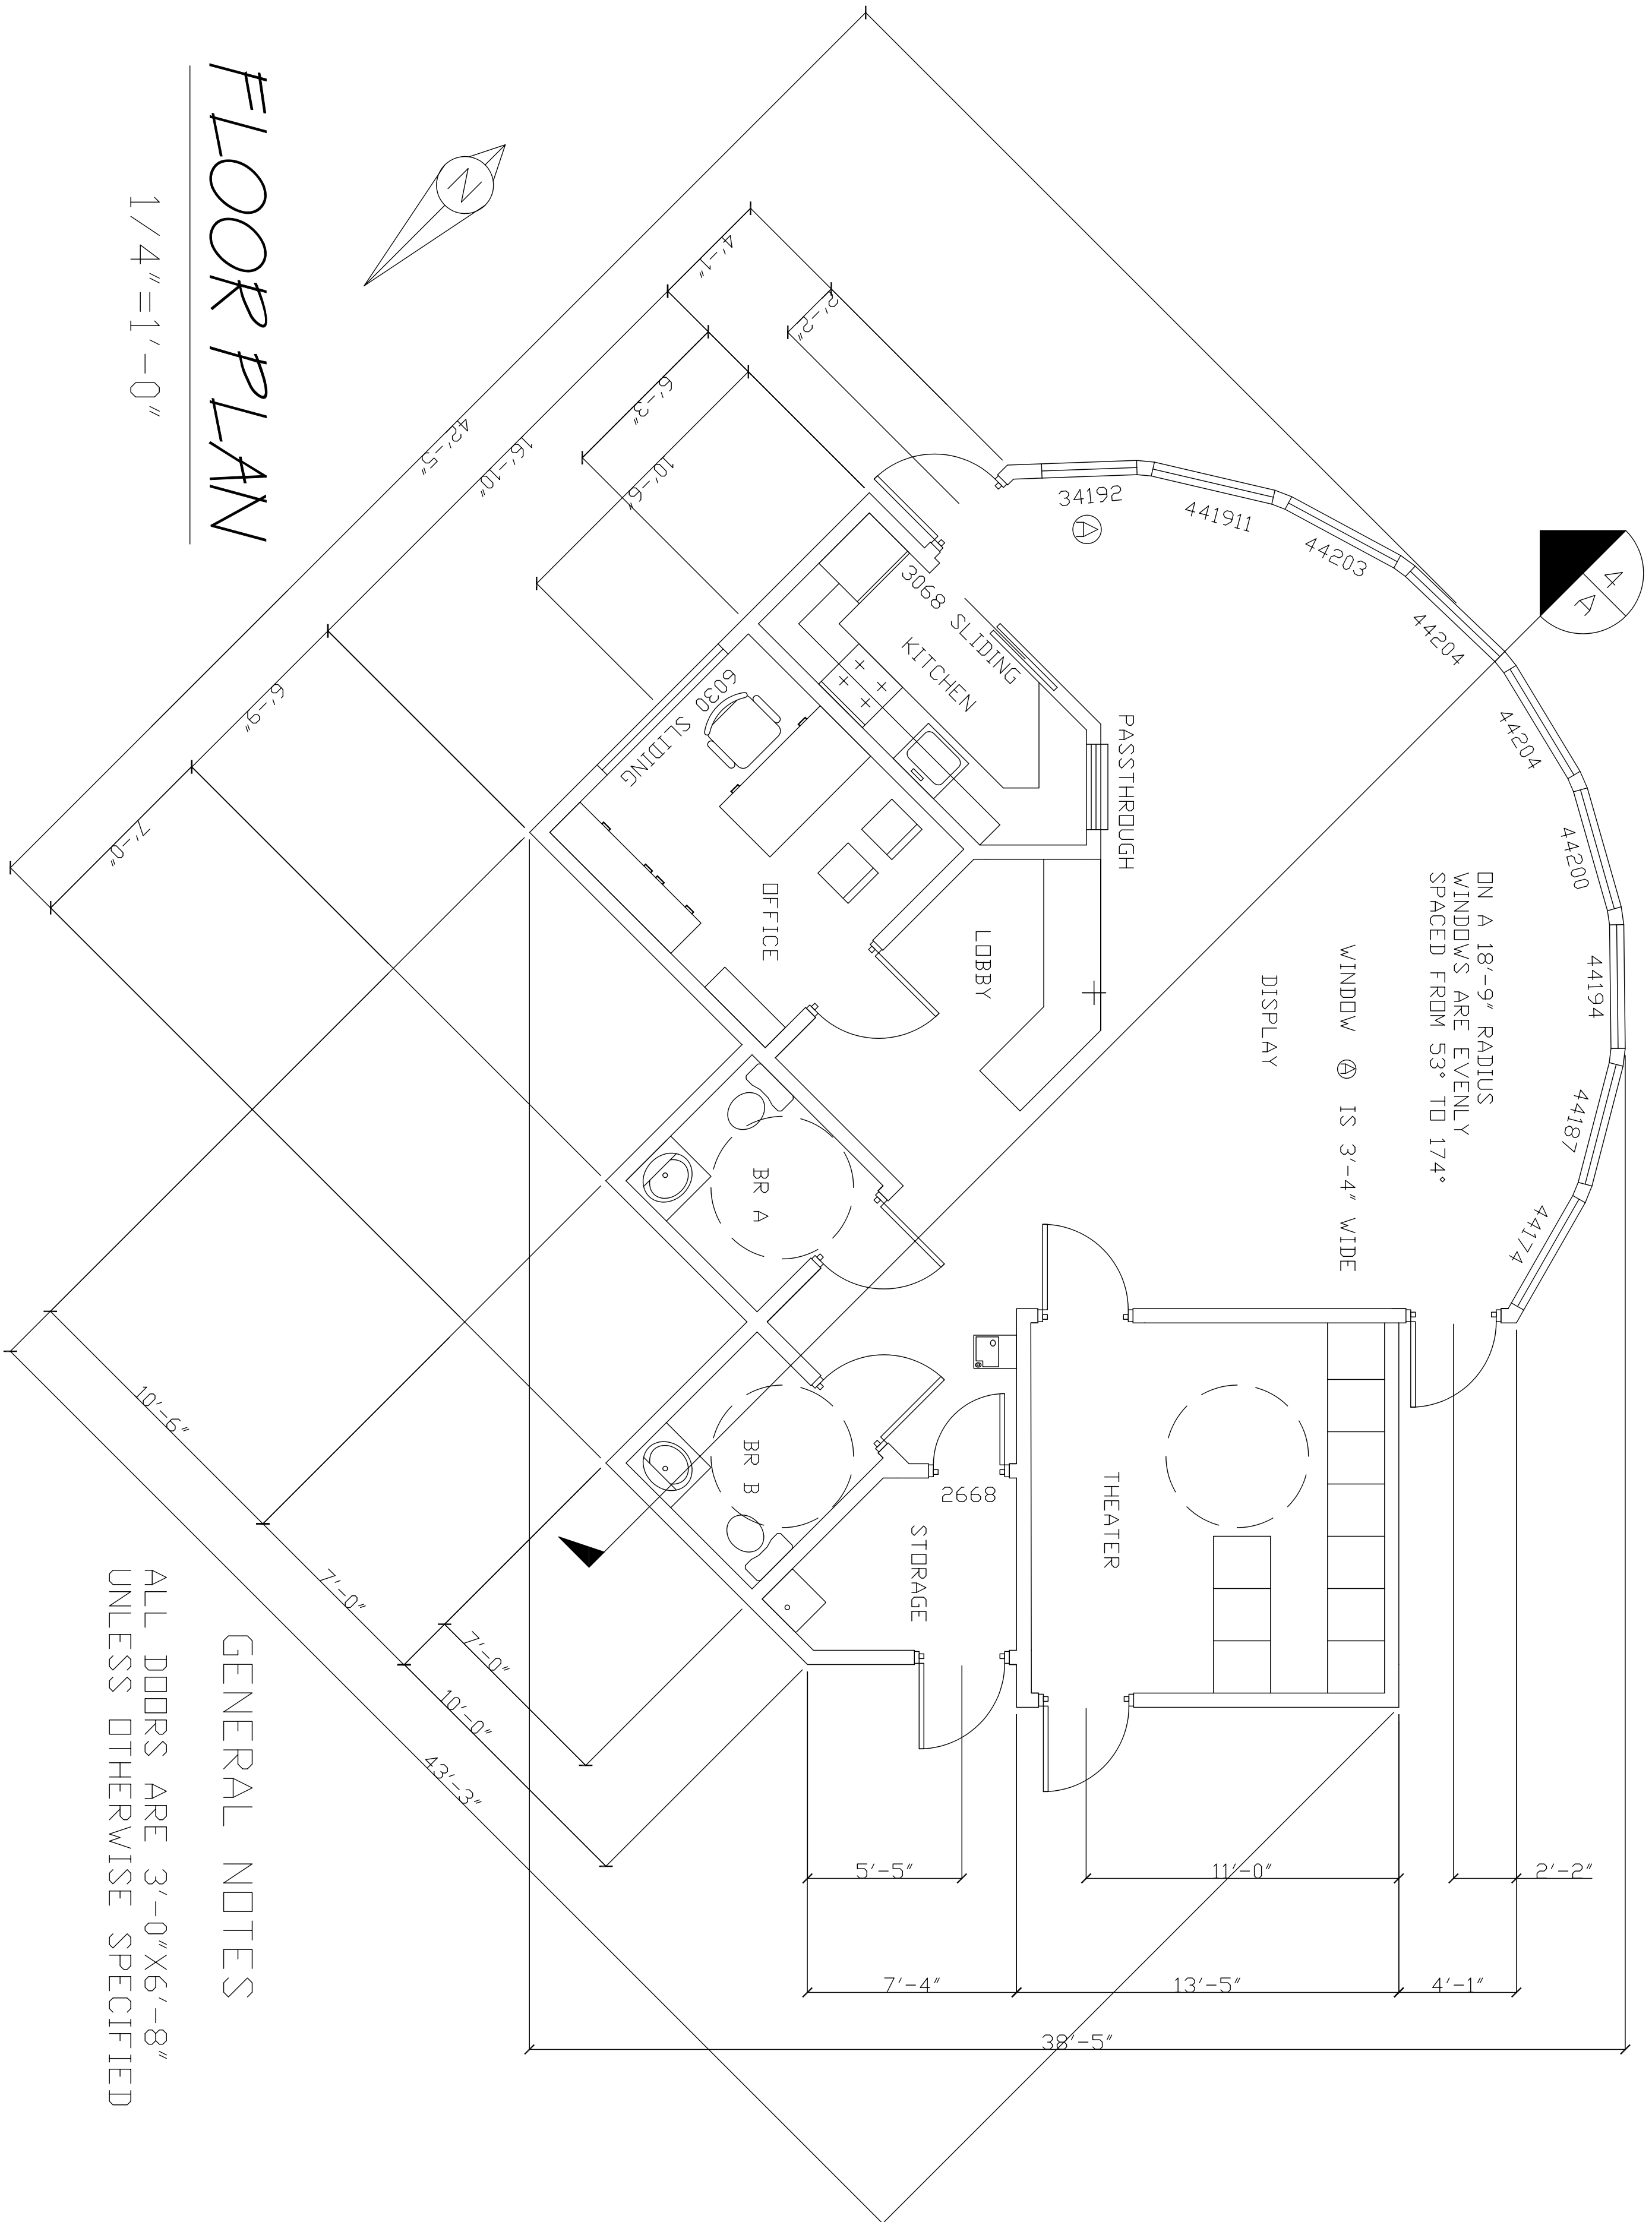 FLOOR PLAN
1/4"=1'-0"
N
4
A
ON A 18'-9" RADIUS
WINDOWS ARE EVENLY
SPACED FROM 53° TO 174°
WINDOW Ⓐ IS 3'-4" WIDE
DISPLAY
34192
Ⓐ
441911
44203
44204
44204
44200
44194
44187
44174
PASSTHROUGH
3068 SLIDING
KITCHEN
6030 SLIDING
OFFICE
LOBBY
BR A
BR B
THEATER
2668
STORAGE
4'-1"
2'-2"
6'-3"
10'-6"
16'-10"
42'-5"
6'-9"
7'-0"
10'-6"
7'-0"
7'-0"
10'-0"
43'-3"
5'-5"
11'-0"
2'-2"
7'-4"
13'-5"
4'-1"
38'-5"
GENERAL NOTES
ALL DOORS ARE 3'-0"X6'-8"
UNLESS OTHERWISE SPECIFIED